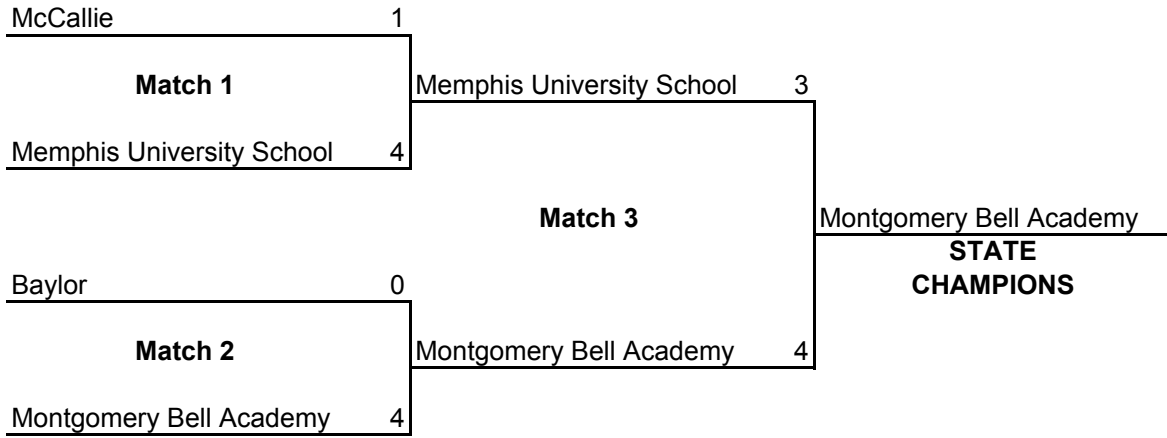 McCallie 1
Match 1
Memphis University School 3
Memphis University School 4
Match 3
Montgomery Bell Academy
STATE
CHAMPIONS
Baylor 0
Match 2
Montgomery Bell Academy 4
Montgomery Bell Academy 4